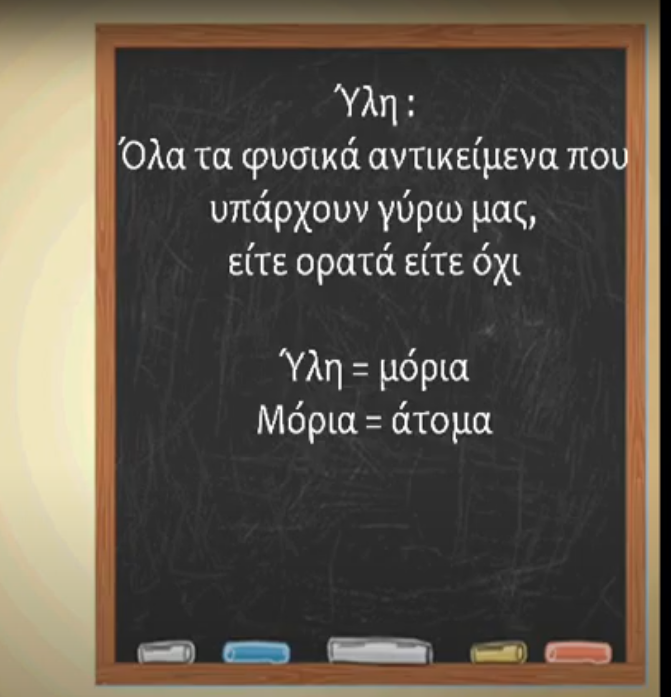 Ύλη :
Όλα τα φυσικά αντικείμενα που
υπάρχουν γύρω μας,
είτε ορατά είτε όχι
Ύλη = μόρια
Μόρια = άτομα